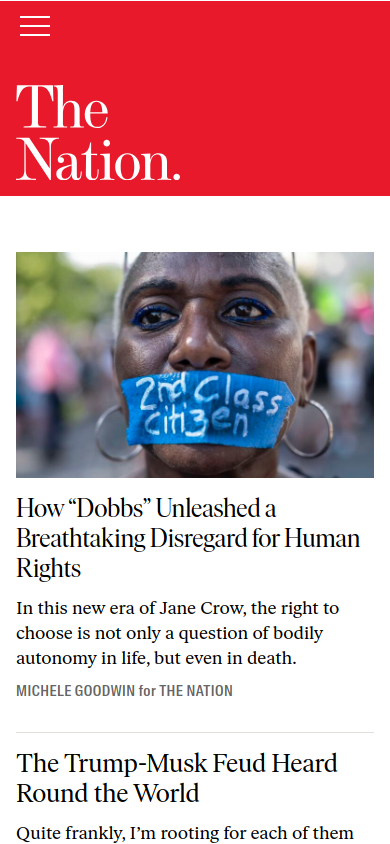 The
Nation.
2nd Class
citizen
How “Dobbs” Unleashed a
Breathtaking Disregard for Human
Rights
In this new era of Jane Crow, the right to
choose is not only a question of bodily
autonomy in life, but even in death.
MICHELE GOODWIN for THE NATION
The Trump-Musk Feud Heard
Round the World
Quite frankly, I’m rooting for each of them